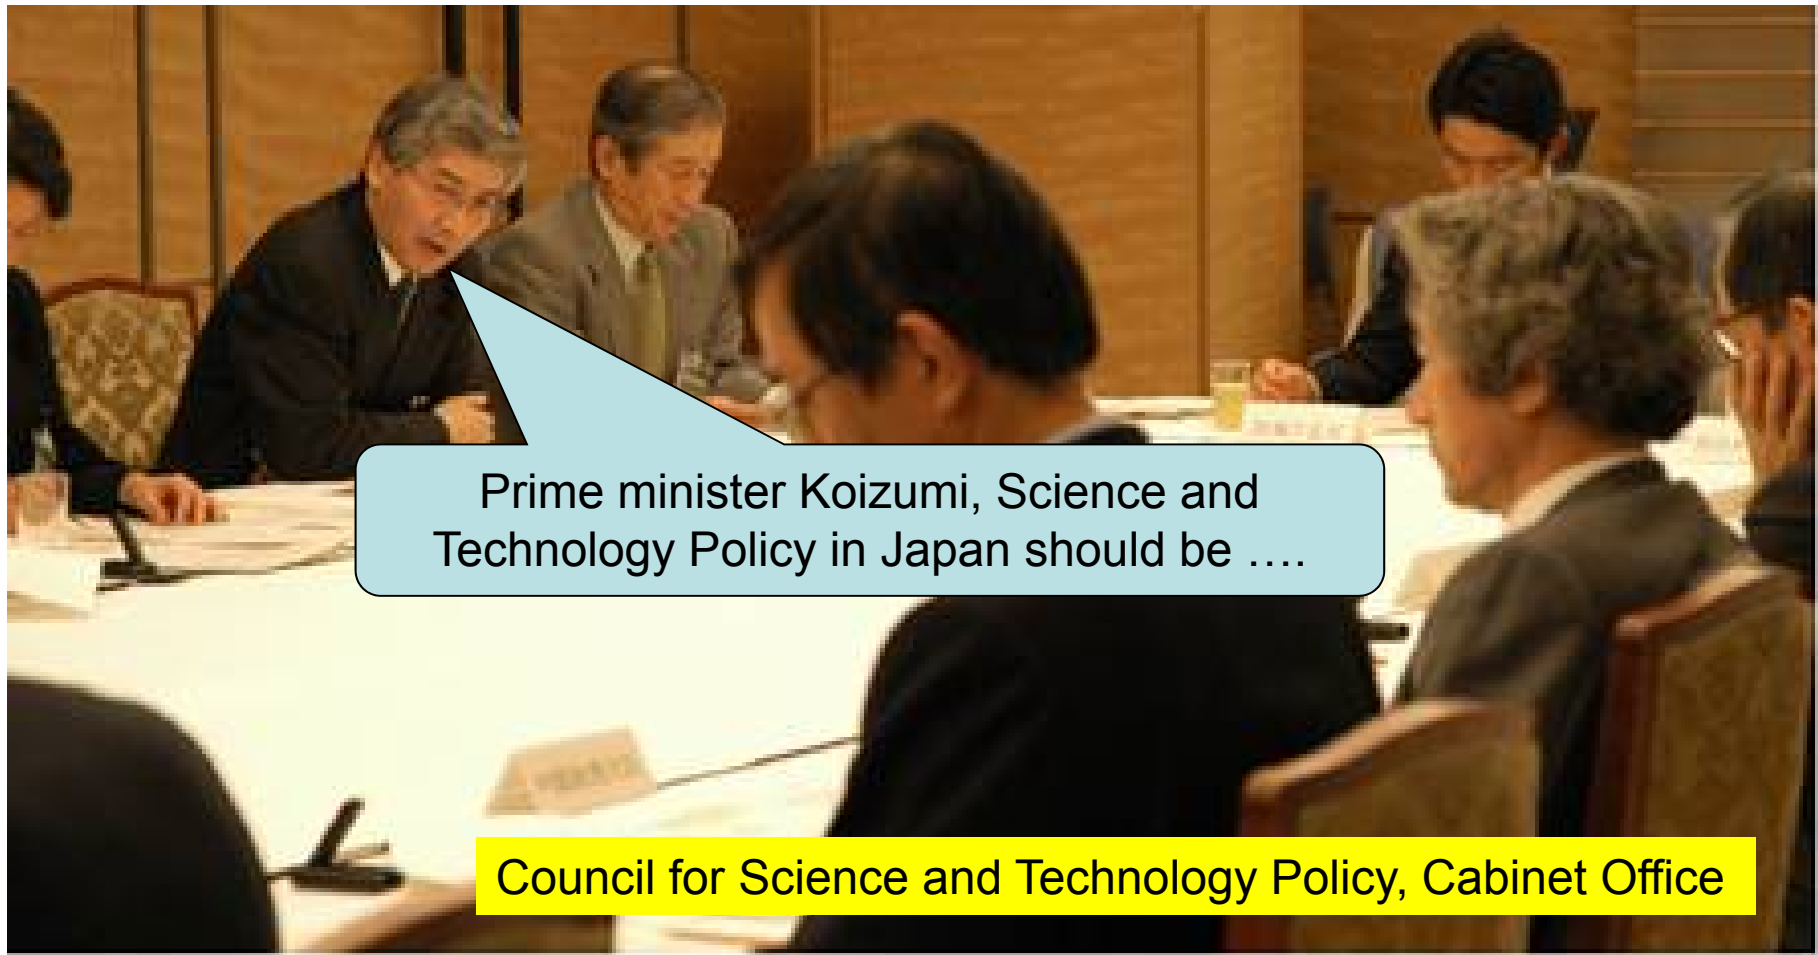 Prime minister Koizumi, Science and
Technology Policy in Japan should be ….
Council for Science and Technology Policy, Cabinet Office